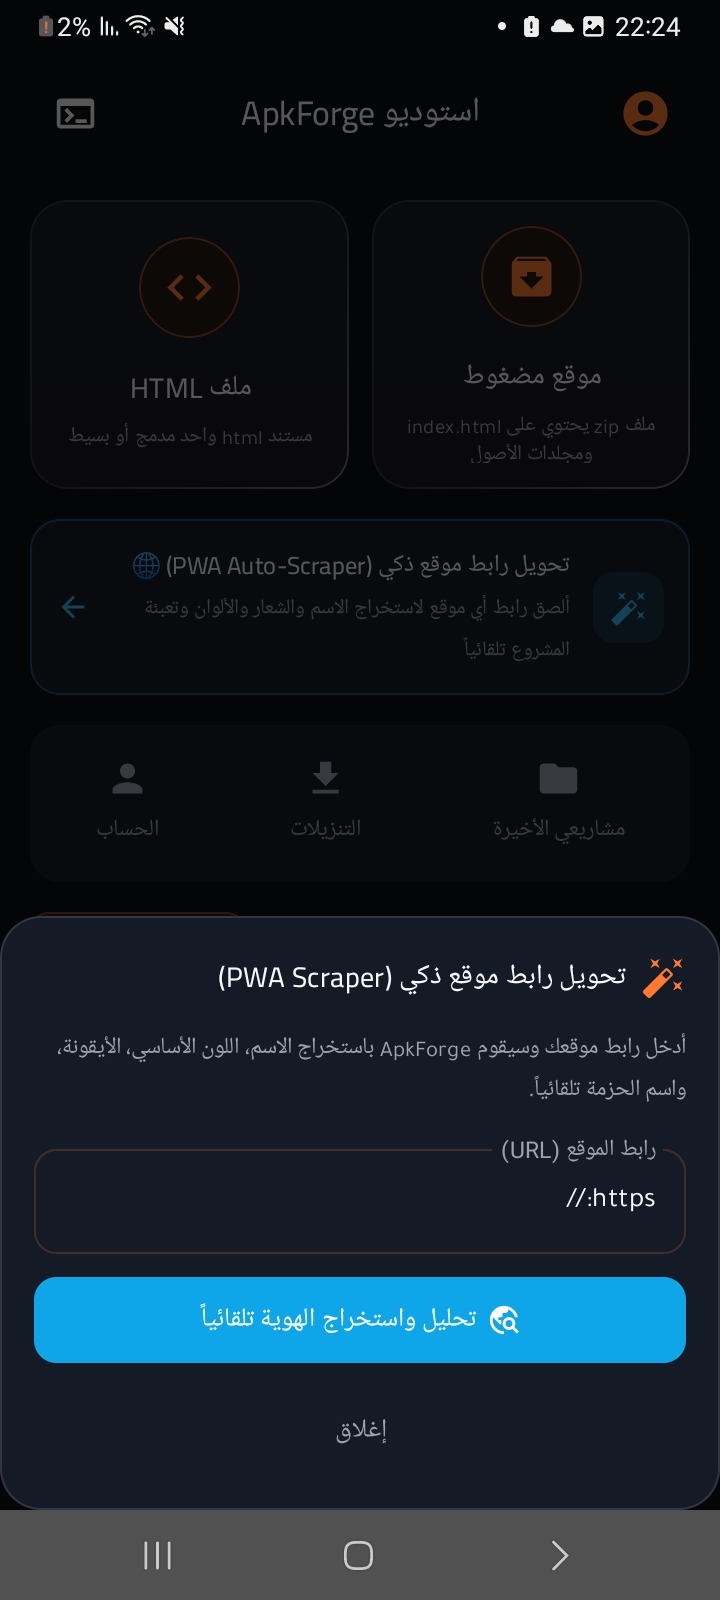 2%
22:24
استوديو ApkForge
موقع مضغوط
ملف zip يحتوي على index.html
ومجلدات الأصول
ملف HTML
مستند html واحد مدمج أو بسيط
تحويل رابط موقع ذكي (PWA Auto-Scraper) 🌐
ألصق رابط أي موقع لاستخراج الاسم والشعار والألوان وتعبئة
المشروع تلقائياً
مشاريعي الأخيرة
التنزيلات
الحساب
تحويل رابط موقع ذكي (PWA Scraper)
أدخل رابط موقعك وسيقوم ApkForge باستخراج الاسم، اللون الأساسي، الأيقونة،
واسم الحزمة تلقائياً.
رابط الموقع (URL)
https://
تحليل واستخراج الهوية تلقائياً
إغلاق